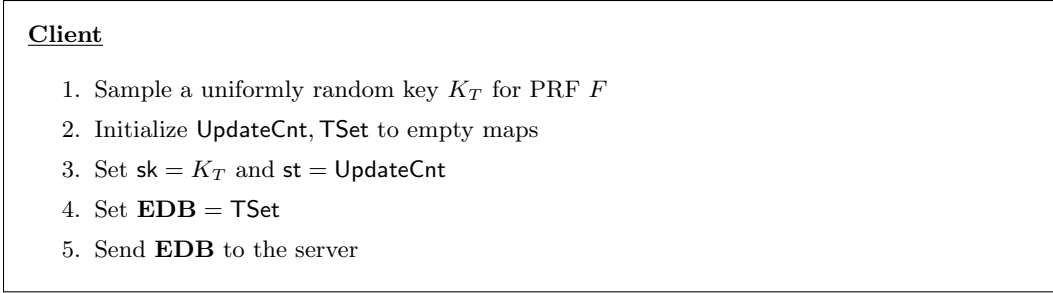 Client
1. Sample a uniformly random key K_T for PRF F
2. Initialize UpdateCnt, TSet to empty maps
3. Set sk = K_T and st = UpdateCnt
4. Set EDB = TSet
5. Send EDB to the server